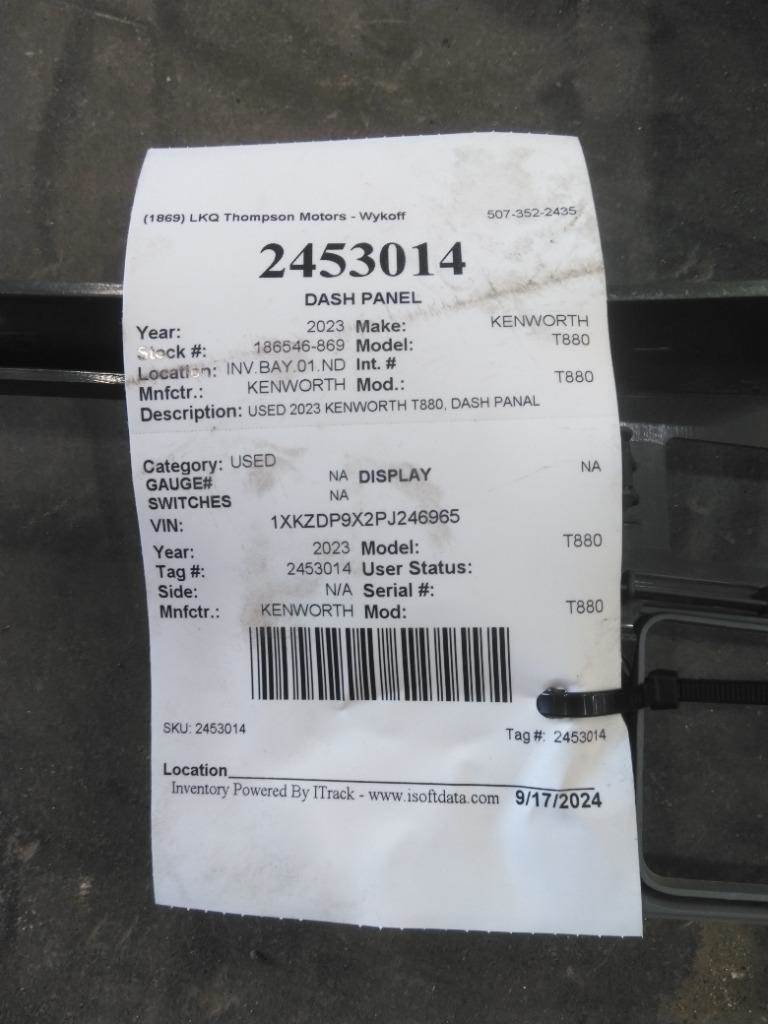 (1869) LKQ Thompson Motors - Wykoff 507-352-2435
2453014
DASH PANEL
Year: 2023 Make: KENWORTH
Stock #: 186546-869 Model: T880
Location: INV.BAY.01.ND Int. #
Mnfctr.: KENWORTH Mod.: T880
Description: USED 2023 KENWORTH T880, DASH PANAL
Category: USED
GAUGE# NA DISPLAY NA
SWITCHES NA
VIN: 1XKZDP9X2PJ246965
Year: 2023 Model: T880
Tag #: 2453014 User Status:
Side: N/A Serial #:
Mnfctr.: KENWORTH Mod: T880
SKU: 2453014 Tag #: 2453014
Location
Inventory Powered By ITrack - www.isoftdata.com 9/17/2024